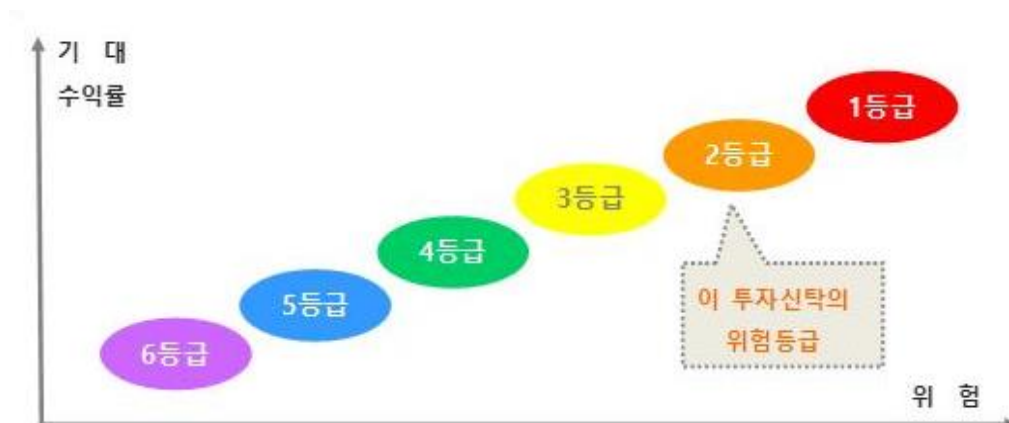 기 대
수익률
1등급
2등급
3등급
4등급
5등급
6등급
이 투자신탁의
위험등급
위 험